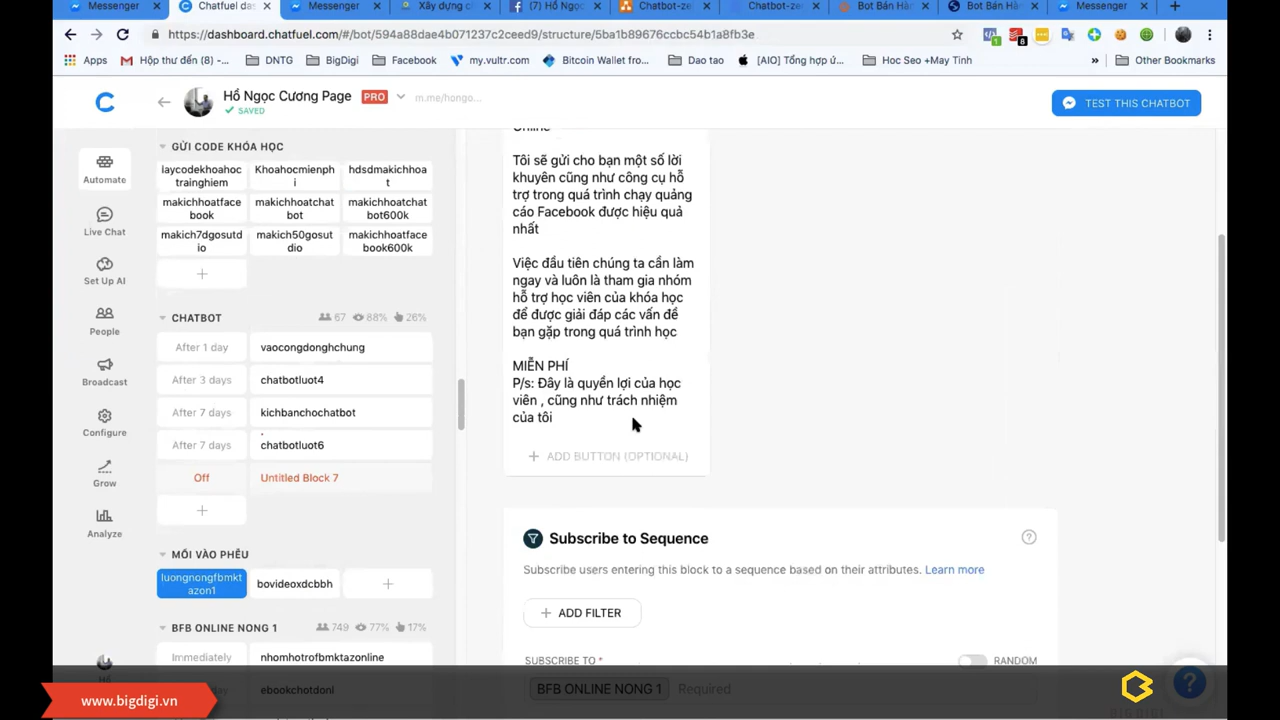 Messenger
Chatfuel das
Messenger
Xây dựng c
(7) Hồ Ngọc
Chatbot-ze
Chatbot-ze
Bot Bán Hàn
Bot Bán Hàn
Messenger
https://dashboard.chatfuel.com/#/bot/594a88dae4b071237c2ceed9/structure/5ba1b89676ccbc54b1a8fb3e
Apps
Hộp thư đến (8) -...
DNTG
BigDigi
Facebook
my.vultr.com
Bitcoin Wallet fro...
Dao tao
[AIO] Tổng hợp ứ...
Hoc Seo +May Tinh
»
Other Bookmarks
Hồ Ngọc Cương Page
PRO
m.me/hongo...
SAVED
TEST THIS CHATBOT
Automate
Live Chat
Set Up AI
People
Broadcast
Configure
Grow
Analyze
GỬI CODE KHÓA HỌC
laycodekhoahoc
trainghiem
Khoahocmienph
i
hdsdmakichhoa
t
makichhoatface
book
makichhoatchat
bot
makichhoatchat
bot600k
makich7dgosutd
io
makich50gosut
dio
makichhoatface
book600k
CHATBOT
67
88%
26%
After 1 day
vaocongdonghchung
After 3 days
chatbotluot4
After 7 days
kichbanchochatbot
After 7 days
chatbotluot6
Off
Untitled Block 7
MỒI VÀO PHỄU
luongnongfbmkt
azon1
bovideoxdcbbh
BFB ONLINE NONG 1
749
77%
17%
Immediately
nhomhotrofbmktazonline
day
ebookchotdonl
Online
Tôi sẽ gửi cho bạn một số lời
khuyên cũng như công cụ hỗ
trợ trong quá trình chạy quảng
cáo Facebook được hiệu quả
nhất
Việc đầu tiên chúng ta cần làm
ngay và luôn là tham gia nhóm
hỗ trợ học viên của khóa học
để được giải đáp các vấn đề
bạn gặp trong quá trình học
MIỄN PHÍ
P/s: Đây là quyền lợi của học
viên , cũng như trách nhiệm
của tôi
ADD BUTTON (OPTIONAL)
Subscribe to Sequence
Subscribe users entering this block to a sequence based on their attributes. Learn more
ADD FILTER
SUBSCRIBE TO *
RANDOM
BFB ONLINE NONG 1
Required
www.bigdigi.vn